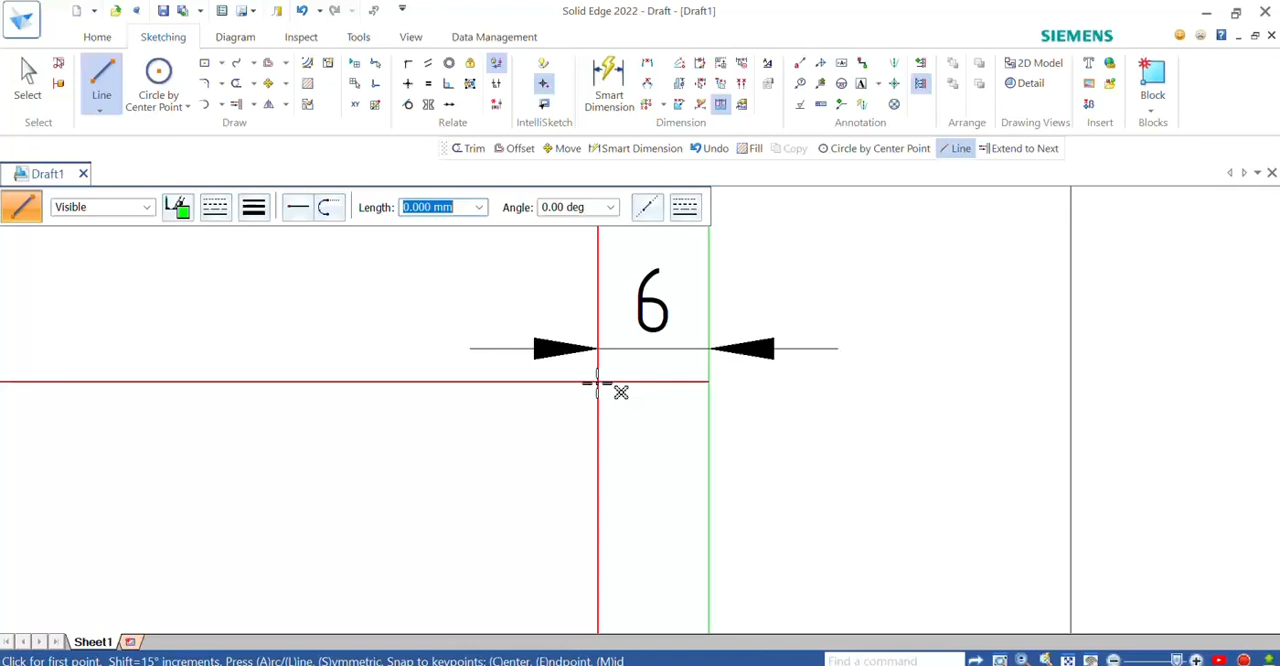 Solid Edge 2022 - Draft - [Draft1]
Home Sketching Diagram Inspect Tools View Data Management
SIEMENS
Select
Line
Circle by
Center Point
Smart
Dimension
2D Model
Detail
Block
Select Draw Relate IntelliSketch Dimension Annotation Arrange Drawing Views Insert Blocks
Trim Offset Move Smart Dimension Undo Fill Copy Circle by Center Point Line Extend to Next
Draft1
Visible Length: 0.000 mm Angle: 0.00 deg
6
Sheet1
Click for first point. Shift=15° increments, Press (A)rc/(L)ine, (S)ymmetric, Snap to keypoints: (C)enter, (E)ndpoint, (M)id
Find a command